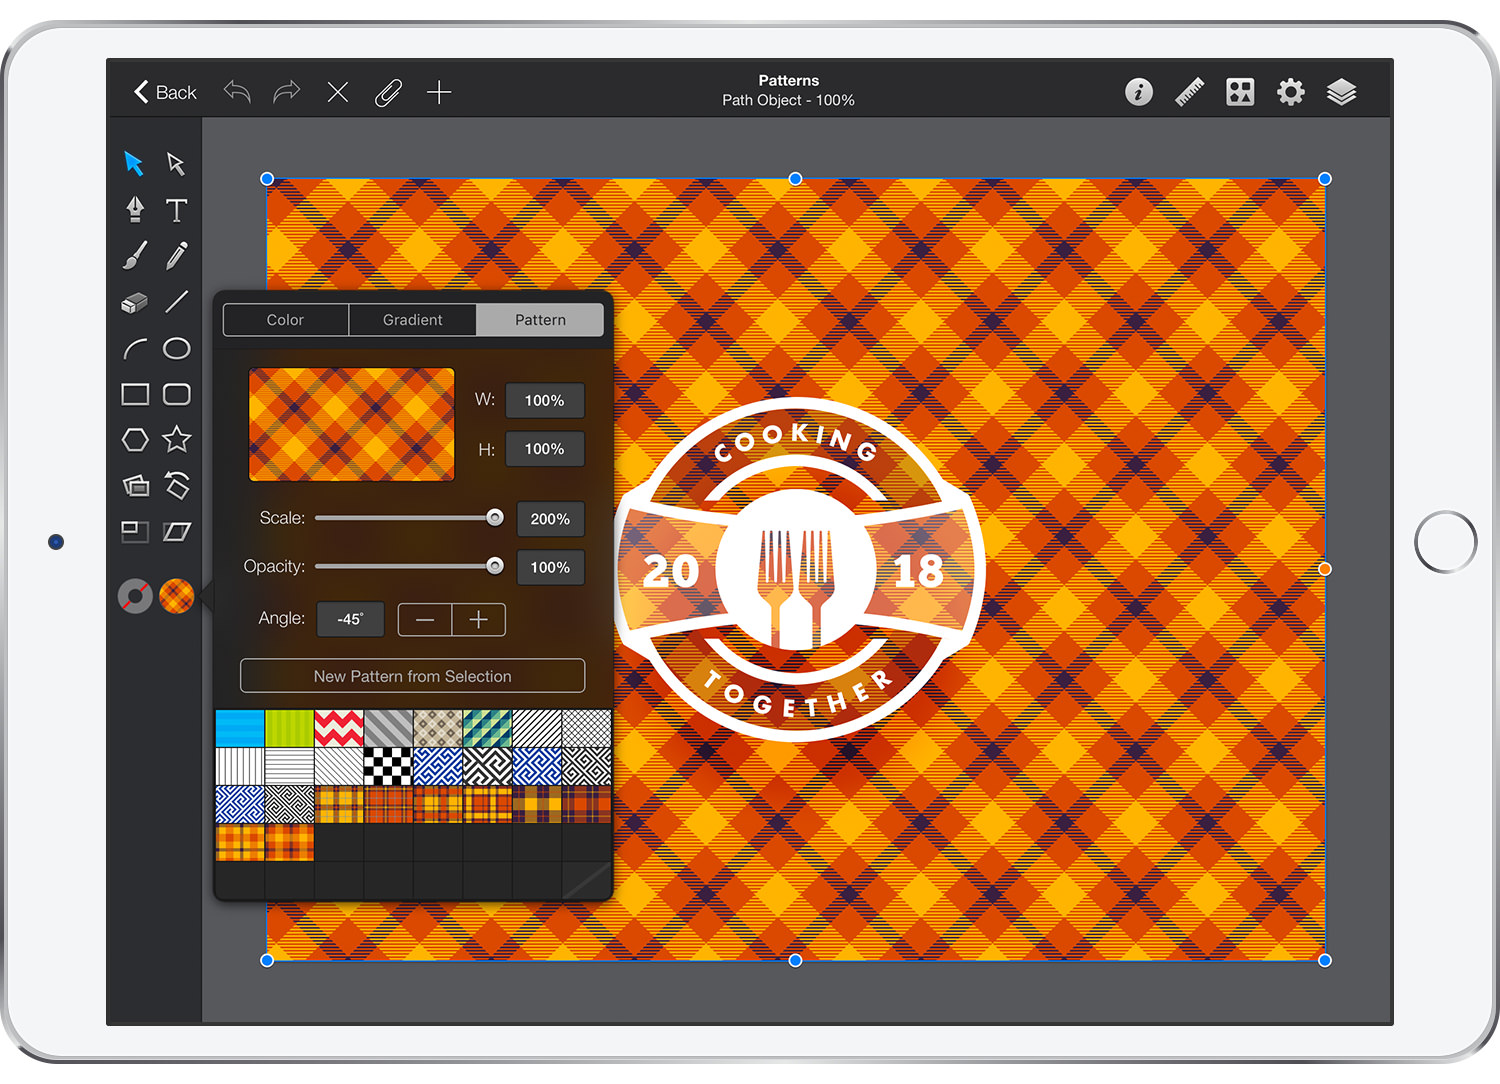 Back
Patterns
Path Object - 100%
T
Color Gradient Pattern
W: 100%
H: 100%
Scale: 200%
Opacity: 100%
Angle: -45°
New Pattern from Selection
COOKING
20 18
TOGETHER